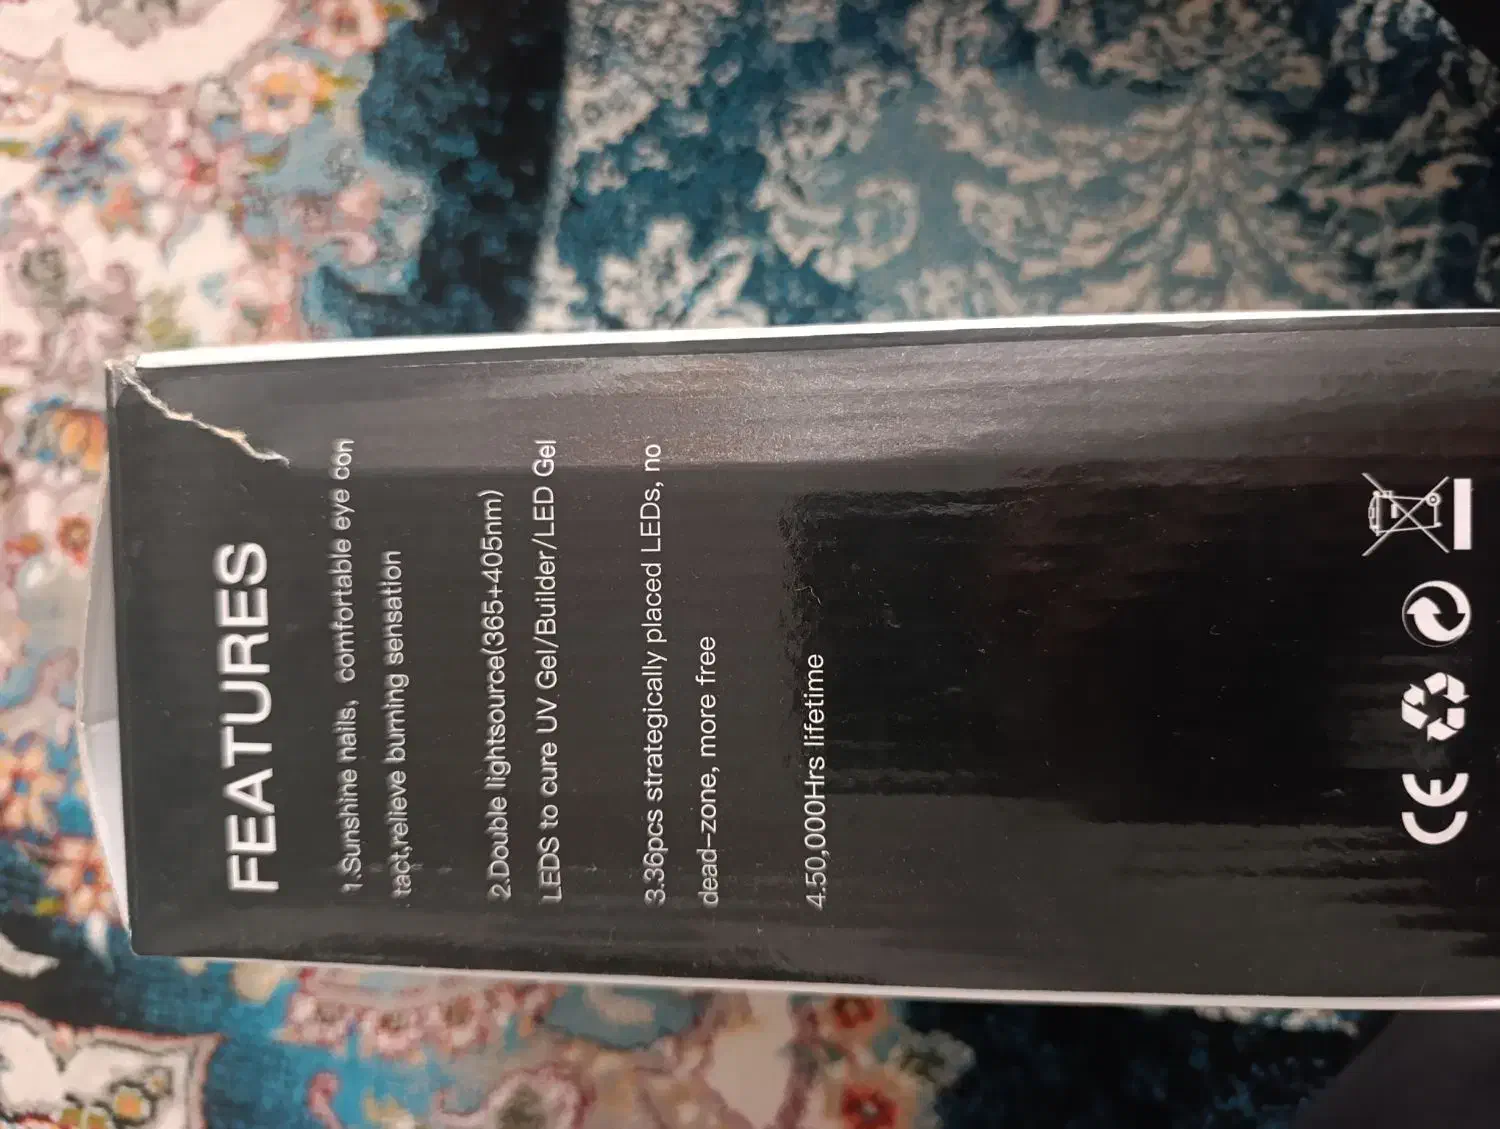 FEATURES
1.Sunshine nails, comfortable eye con
tact,relieve burning sensation
2.Double lightsource(365+405nm)
LEDS to cure UV Gel/Builder/LED Gel
3.36pcs strategically placed LEDs, no
dead-zone, more free
4.50,000Hrs lifetime
CE